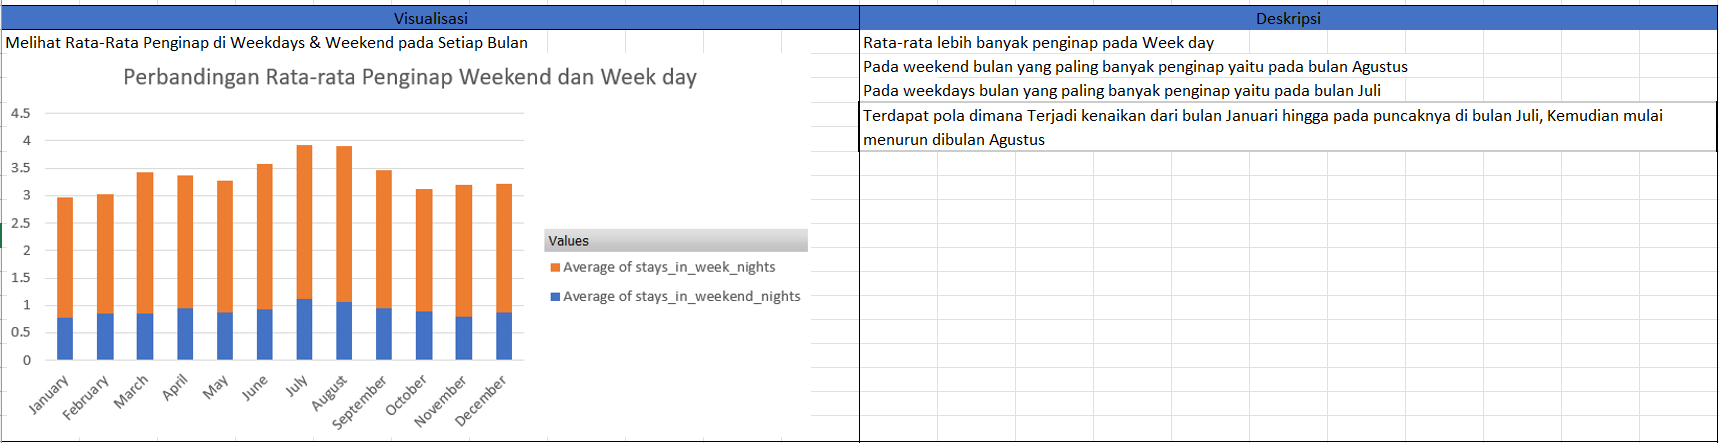 Visualisasi
Deskripsi
Melihat Rata-Rata Penginap di Weekdays & Weekend pada Setiap Bulan
Perbandingan Rata-rata Penginap Weekend dan Week day
4.5
4
3.5
3
2.5
2
1.5
1
0.5
0
January
February
March
April
May
June
July
August
September
October
November
December
Values
Average of stays_in_week_nights
Average of stays_in_weekend_nights
Rata-rata lebih banyak penginap pada Week day
Pada weekend bulan yang paling banyak penginap yaitu pada bulan Agustus
Pada weekdays bulan yang paling banyak penginap yaitu pada bulan Juli
Terdapat pola dimana Terjadi kenaikan dari bulan Januari hingga pada puncaknya di bulan Juli, Kemudian mulai
menurun dibulan Agustus